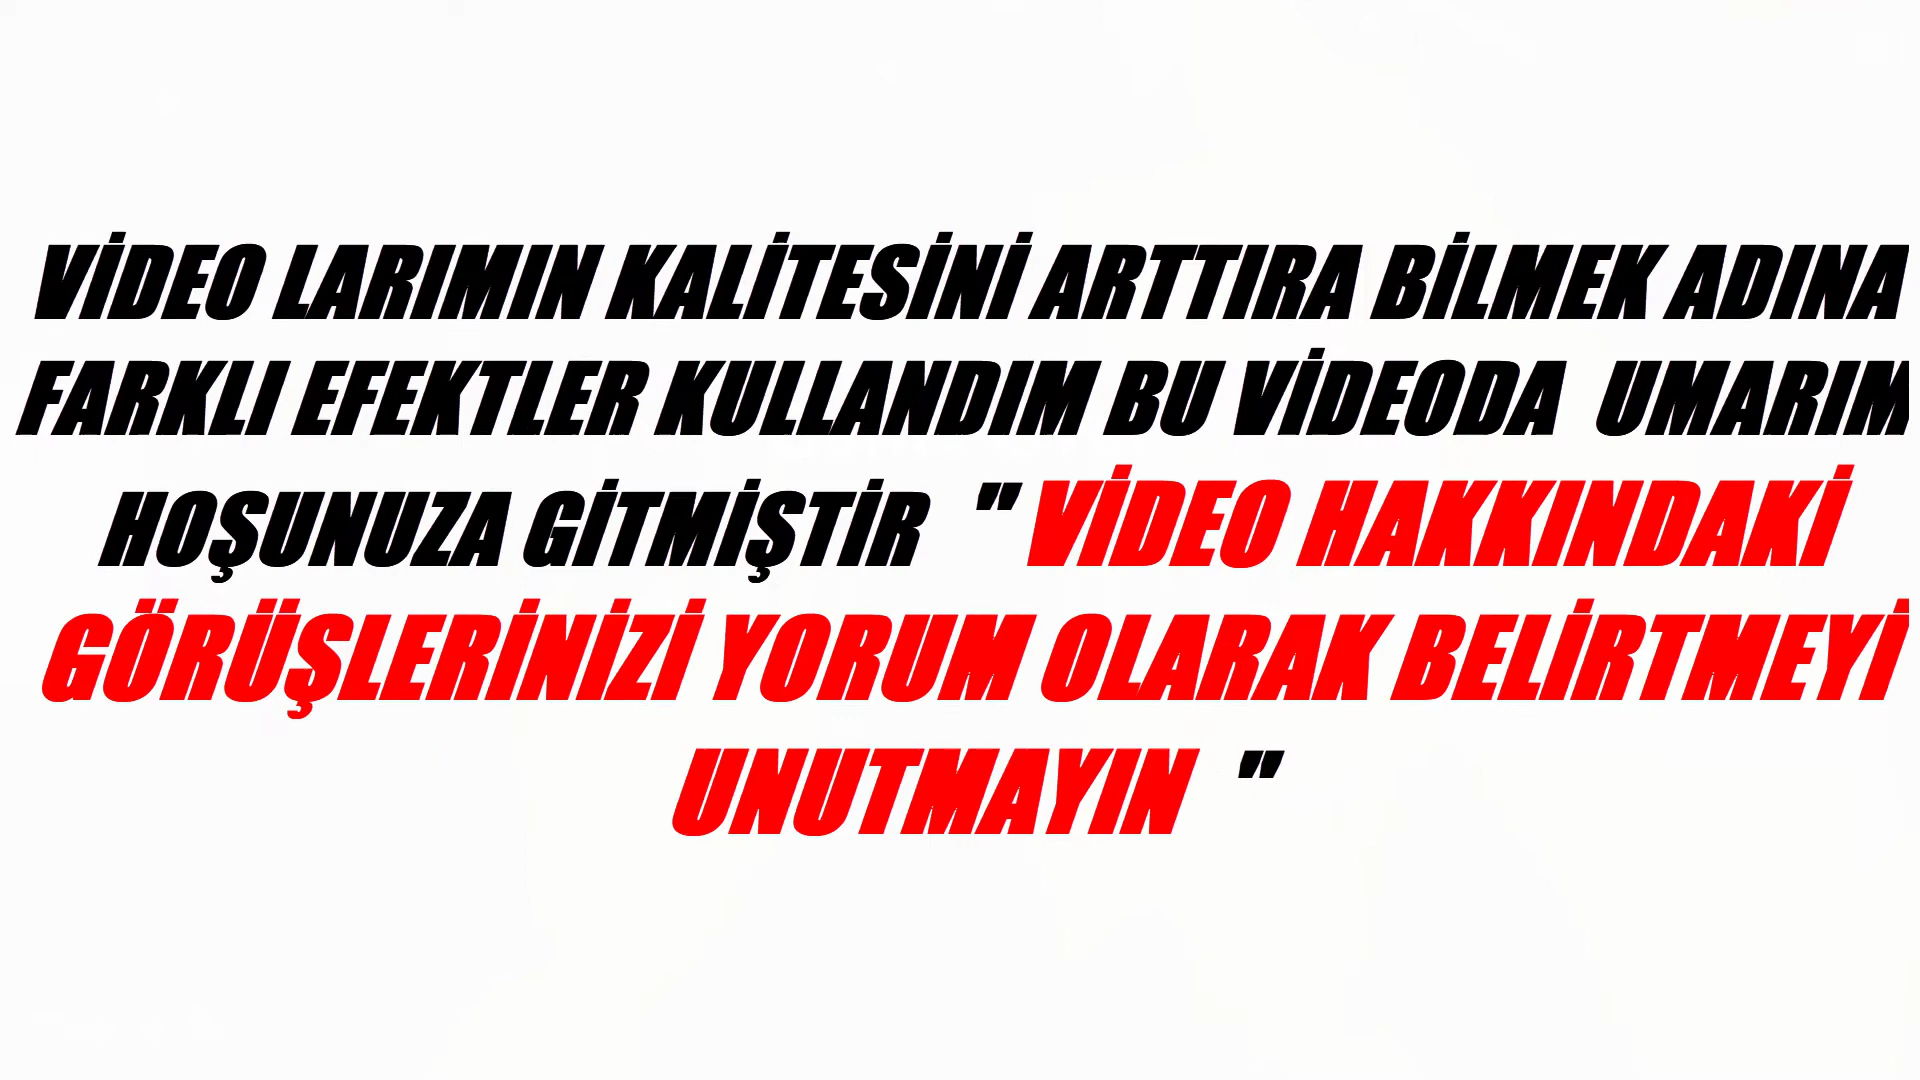 VİDEO LARIMIN KALİTESİNİ ARTTIRA BİLMEK ADINA
FARKLI EFEKTLER KULLANDIM BU VİDEODA  UMARIM
HOŞUNUZA GİTMİŞTİR  " VİDEO HAKKINDAKİ
GÖRÜŞLERİNİZİ YORUM OLARAK BELİRTMEYİ
UNUTMAYIN  "